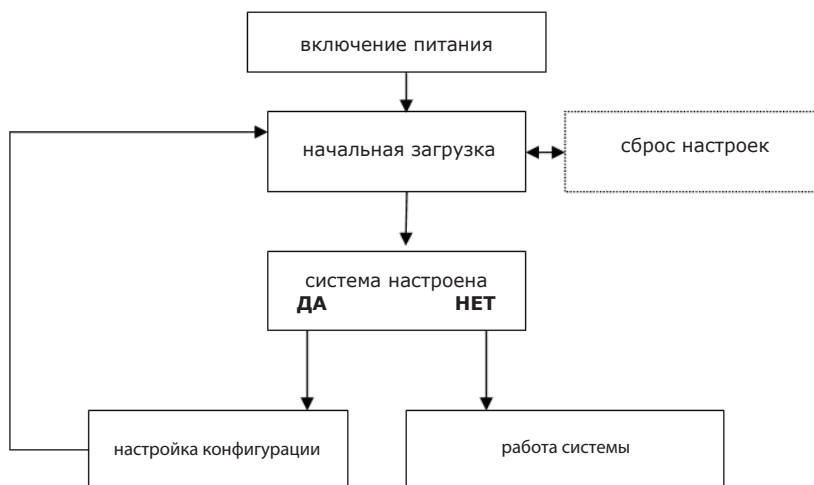 включение питания
начальная загрузка
сброс настроек
система настроена
ДА НЕТ
настройка конфигурации
работа системы